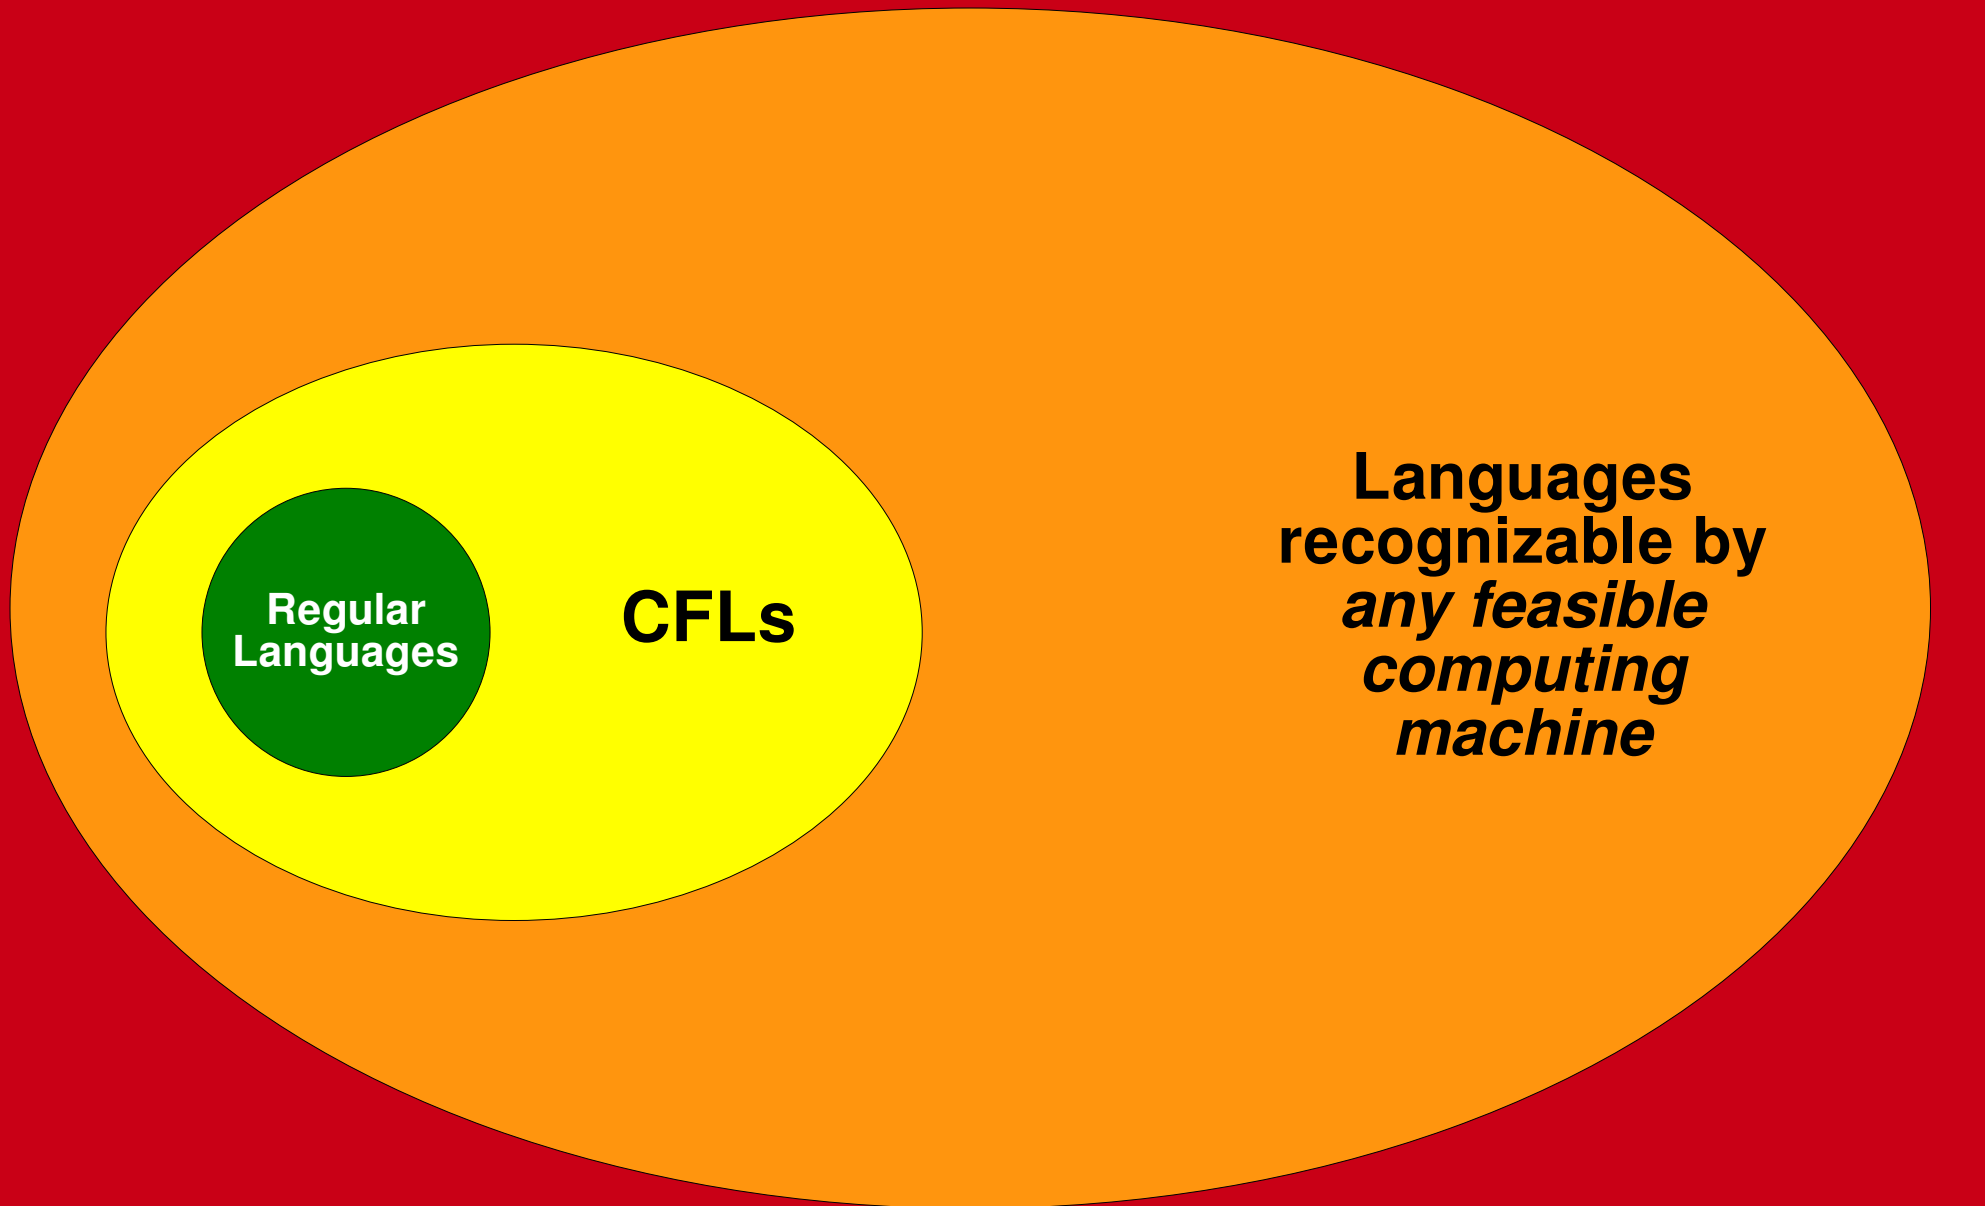 Regular
Languages
CFLs
Languages
recognizable by
any feasible
computing
machine